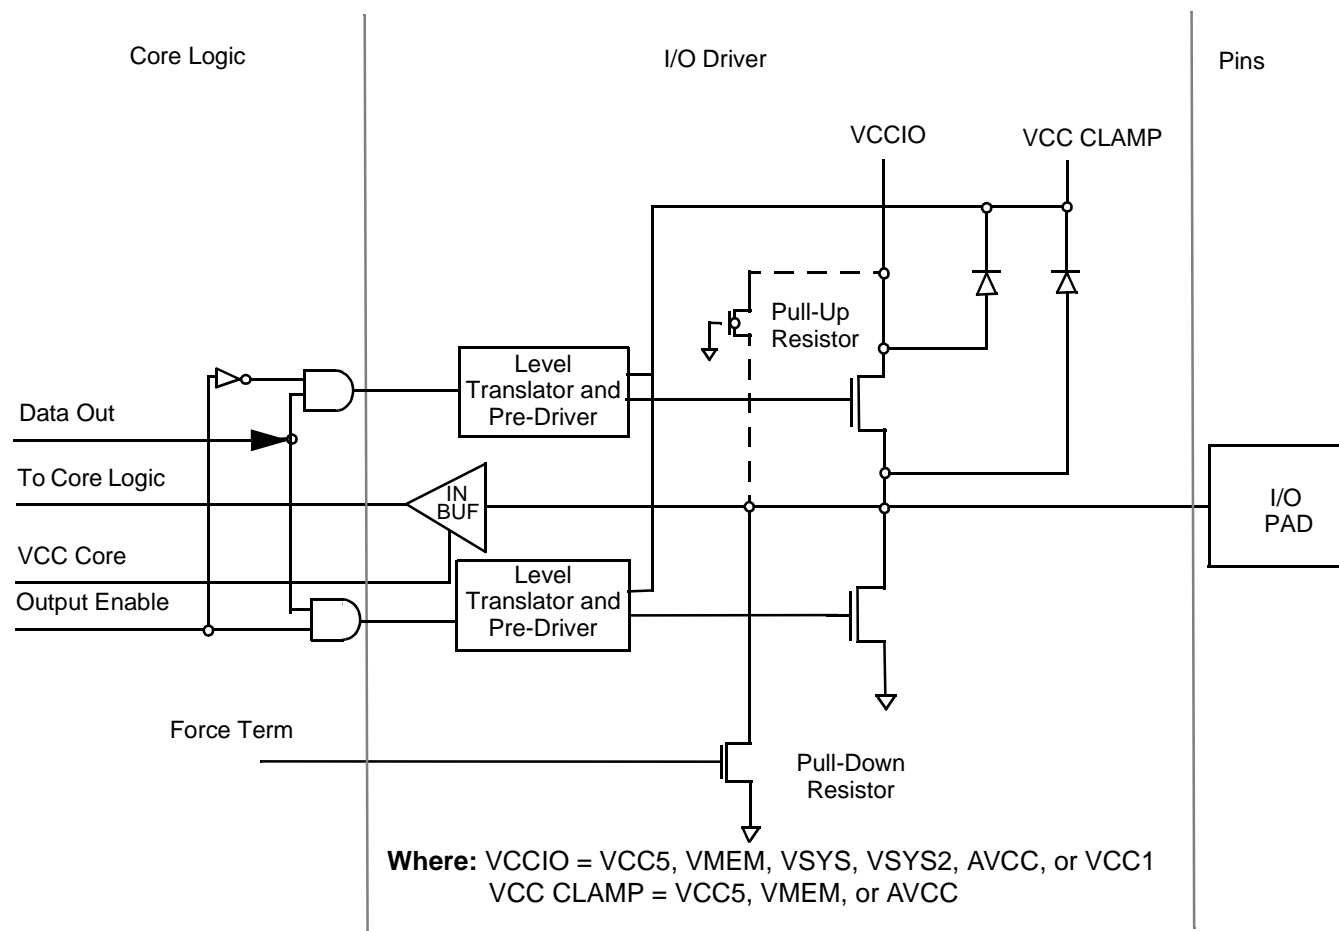 Core Logic
I/O Driver
Pins
VCCIO
VCC CLAMP
Pull-Up
Resistor
Level
Translator and
Pre-Driver
Data Out
To Core Logic
IN
BUF
I/O
PAD
VCC Core
Output Enable
Level
Translator and
Pre-Driver
Force Term
Pull-Down
Resistor
Where: VCCIO = VCC5, VMEM, VSYS, VSYS2, AVCC, or VCC1
VCC CLAMP = VCC5, VMEM, or AVCC